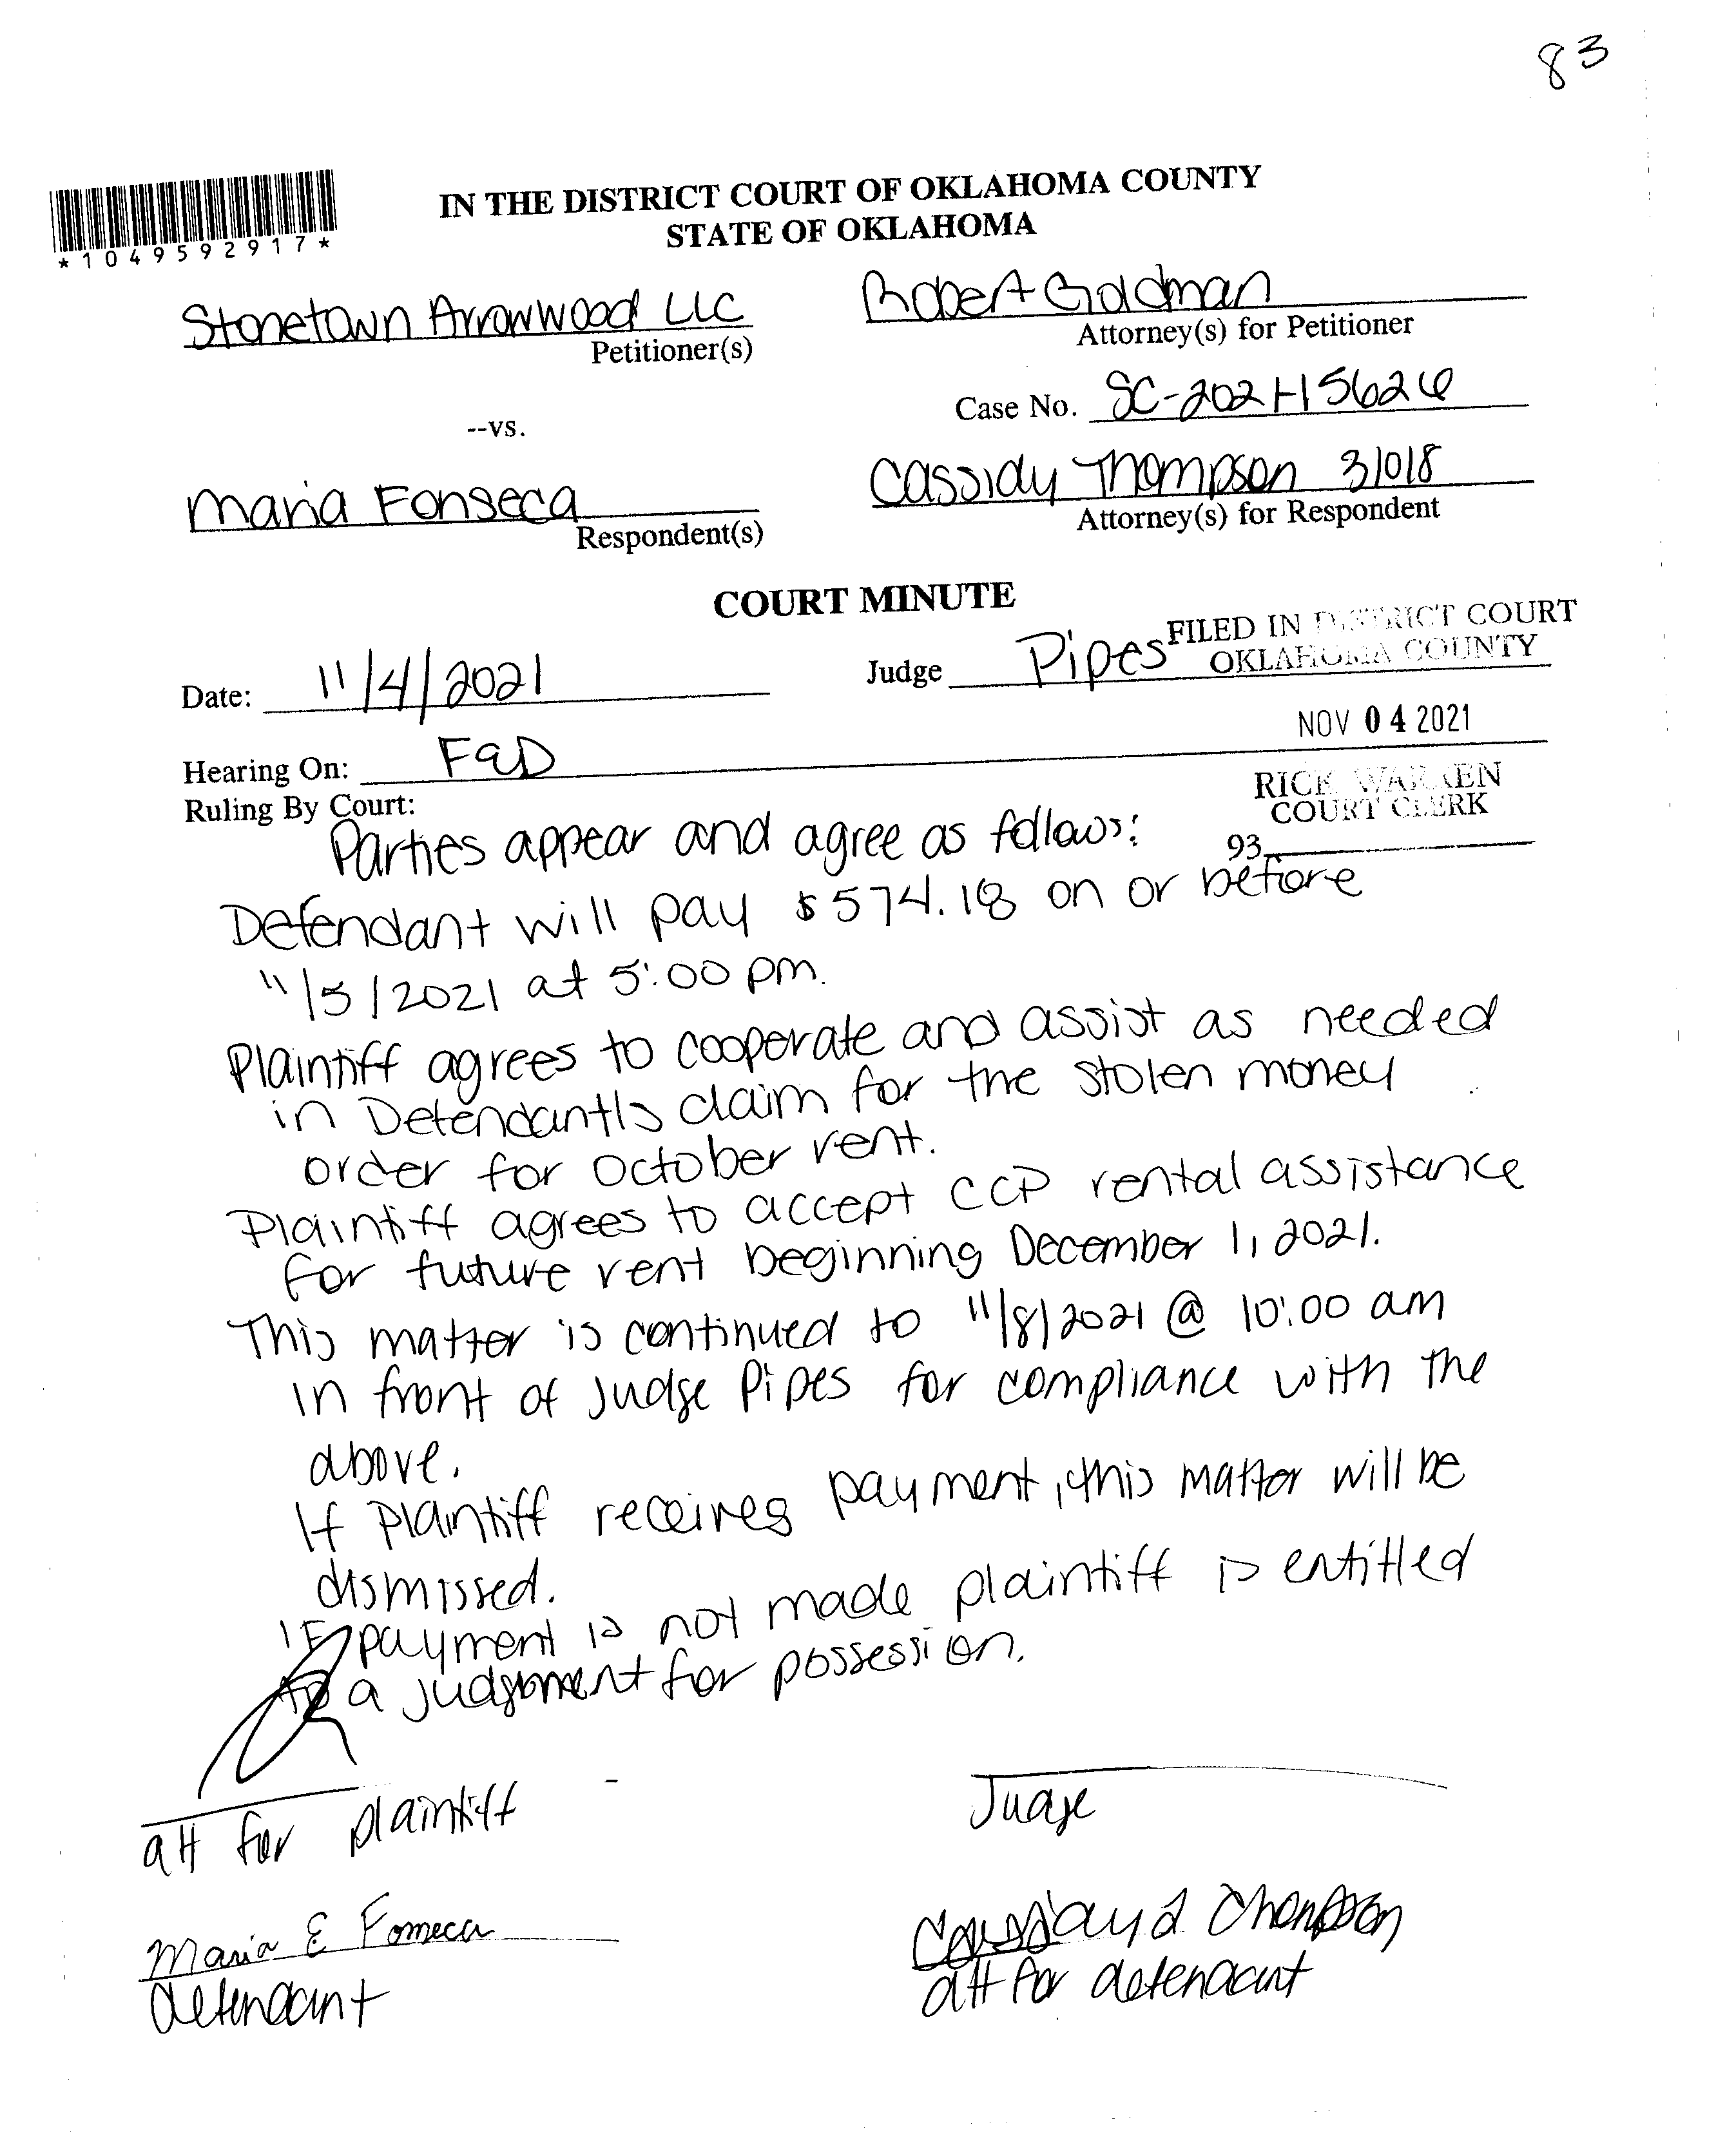 83
*1049592917*
IN THE DISTRICT COURT OF OKLAHOMA COUNTY
STATE OF OKLAHOMA
Stonetown Arrowwood LLC
Petitioner(s)
Robert Goldman
Attorney(s) for Petitioner
--vs.
Case No. SC-2021-15626
Maria Fonseca
Respondent(s)
Cassidy Thompson 31018
Attorney(s) for Respondent
COURT MINUTE
FILED IN DISTRICT COURT
OKLAHOMA COUNTY
Date: 11/4/2021
Judge Pipes
NOV 04 2021
Hearing On: F&D
RICK WARREN
COURT CLERK
93
Ruling By Court:
Parties appear and agree as follows:
Defendant will pay $574.18 on or before
11/5/2021 at 5:00 pm.
Plaintiff agrees to cooperate and assist as needed
in Defendant's claim for the stolen money
order for October rent.
Plaintiff agrees to accept CCP rental assistance
for future rent beginning December 1, 2021.
This matter is continued to 11/8/2021 @ 10:00 am
in front of Judge Pipes for compliance with the
above.
If Plaintiff receives payment, this matter will be
dismissed.
If payment is not made plaintiff is entitled
to a judgment for possession.
att for plaintiff
Judge
Maria E Fonseca
defendant
Cassidy Thompson
att for defendant